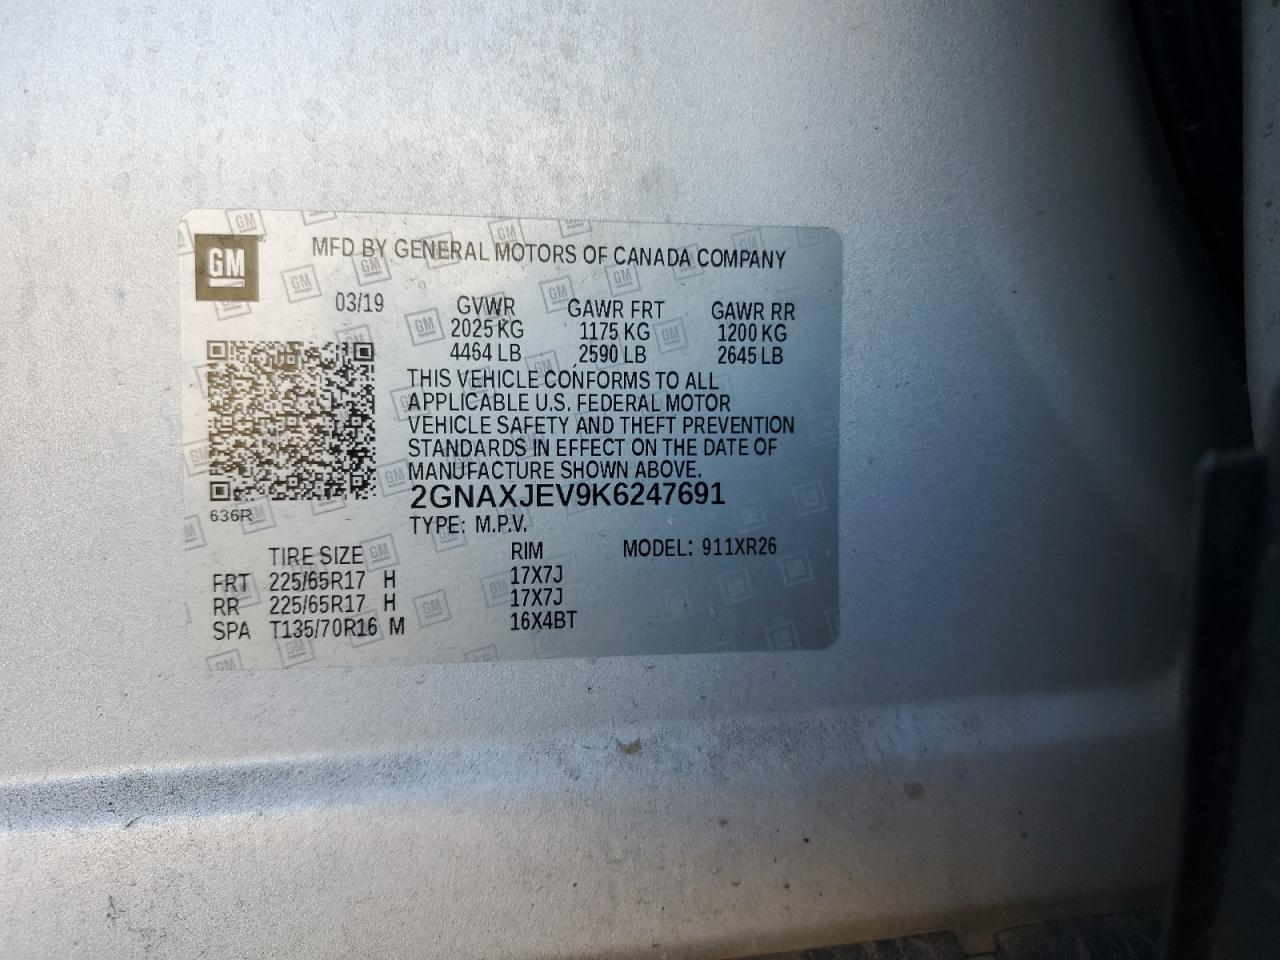 GM
MFD BY GENERAL MOTORS OF CANADA COMPANY
03/19 GVWR GAWR FRT GAWR RR
2025 KG 1175 KG 1200 KG
4464 LB 2590 LB 2645 LB
THIS VEHICLE CONFORMS TO ALL
APPLICABLE U.S. FEDERAL MOTOR
VEHICLE SAFETY AND THEFT PREVENTION
STANDARDS IN EFFECT ON THE DATE OF
MANUFACTURE SHOWN ABOVE.
2GNAXJEV9K6247691
636R
TYPE: M.P.V.
TIRE SIZE RIM MODEL: 911XR26
FRT 225/65R17 H 17X7J
RR 225/65R17 H 17X7J
SPA T135/70R16 M 16X4BT